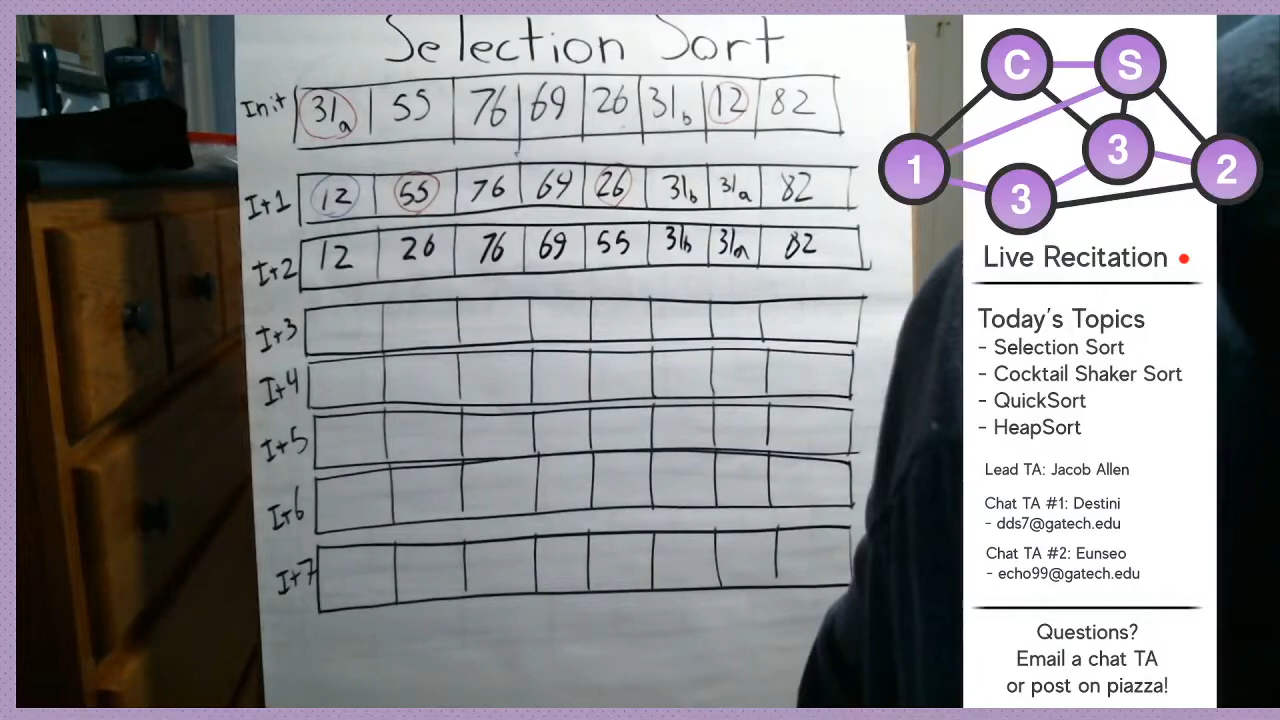 Selection Sort
Init 31a 55 76 69 26 31b 12 82
It1 12 55 76 69 26 31b 31a 82
It2 12 26 76 69 55 31b 31a 82
It3
It4
It5
It6
It7
C S
1 3 3 2
Live Recitation
Today's Topics
- Selection Sort
- Cocktail Shaker Sort
- QuickSort
- HeapSort
Lead TA: Jacob Allen
Chat TA #1: Destini
- dds7@gatech.edu
Chat TA #2: Eunseo
- echo99@gatech.edu
Questions?
Email a chat TA
or post on piazza!